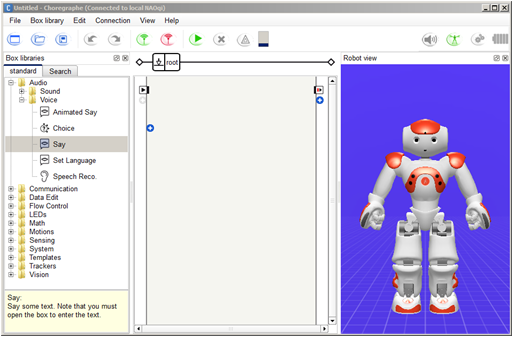 Untitled - Choregraphe (Connected to local NAOqi)
File Box library Edit Connection View Help
Box libraries
root
Robot view
standard Search
Audio
Sound
Voice
Animated Say
Choice
Say
Set Language
Speech Reco.
Communication
Data Edit
Flow Control
LEDs
Math
Motions
Sensing
System
Templates
Trackers
Vision
Say:
Say some text. Note that you must
open the box to enter the text.